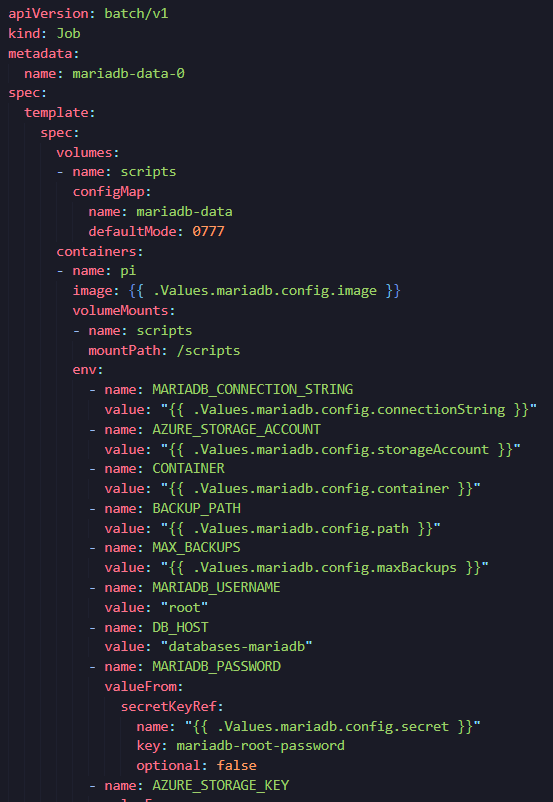 apiVersion: batch/v1
kind: Job
metadata:
  name: mariadb-data-0
spec:
  template:
    spec:
      volumes:
      - name: scripts
        configMap:
          name: mariadb-data
          defaultMode: 0777
      containers:
      - name: pi
        image: {{ .Values.mariadb.config.image }}
        volumeMounts:
        - name: scripts
          mountPath: /scripts
        env:
          - name: MARIADB_CONNECTION_STRING
            value: "{{ .Values.mariadb.config.connectionString }}"
          - name: AZURE_STORAGE_ACCOUNT
            value: "{{ .Values.mariadb.config.storageAccount }}"
          - name: CONTAINER
            value: "{{ .Values.mariadb.config.container }}"
          - name: BACKUP_PATH
            value: "{{ .Values.mariadb.config.path }}"
          - name: MAX_BACKUPS
            value: "{{ .Values.mariadb.config.maxBackups }}"
          - name: MARIADB_USERNAME
            value: "root"
          - name: DB_HOST
            value: "databases-mariadb"
          - name: MARIADB_PASSWORD
            valueFrom:
              secretKeyRef:
                name: "{{ .Values.mariadb.config.secret }}"
                key: mariadb-root-password
                optional: false
          - name: AZURE_STORAGE_KEY